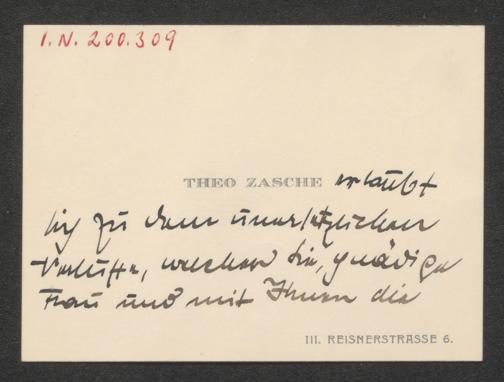 I.N. 200.309
THEO ZASCHE erlaubt
sich zu dem unersetzlichen
Verluste, welchen Sie, gnädige
Frau und mit Ihnen die
III. REISNERSTRASSE 6.